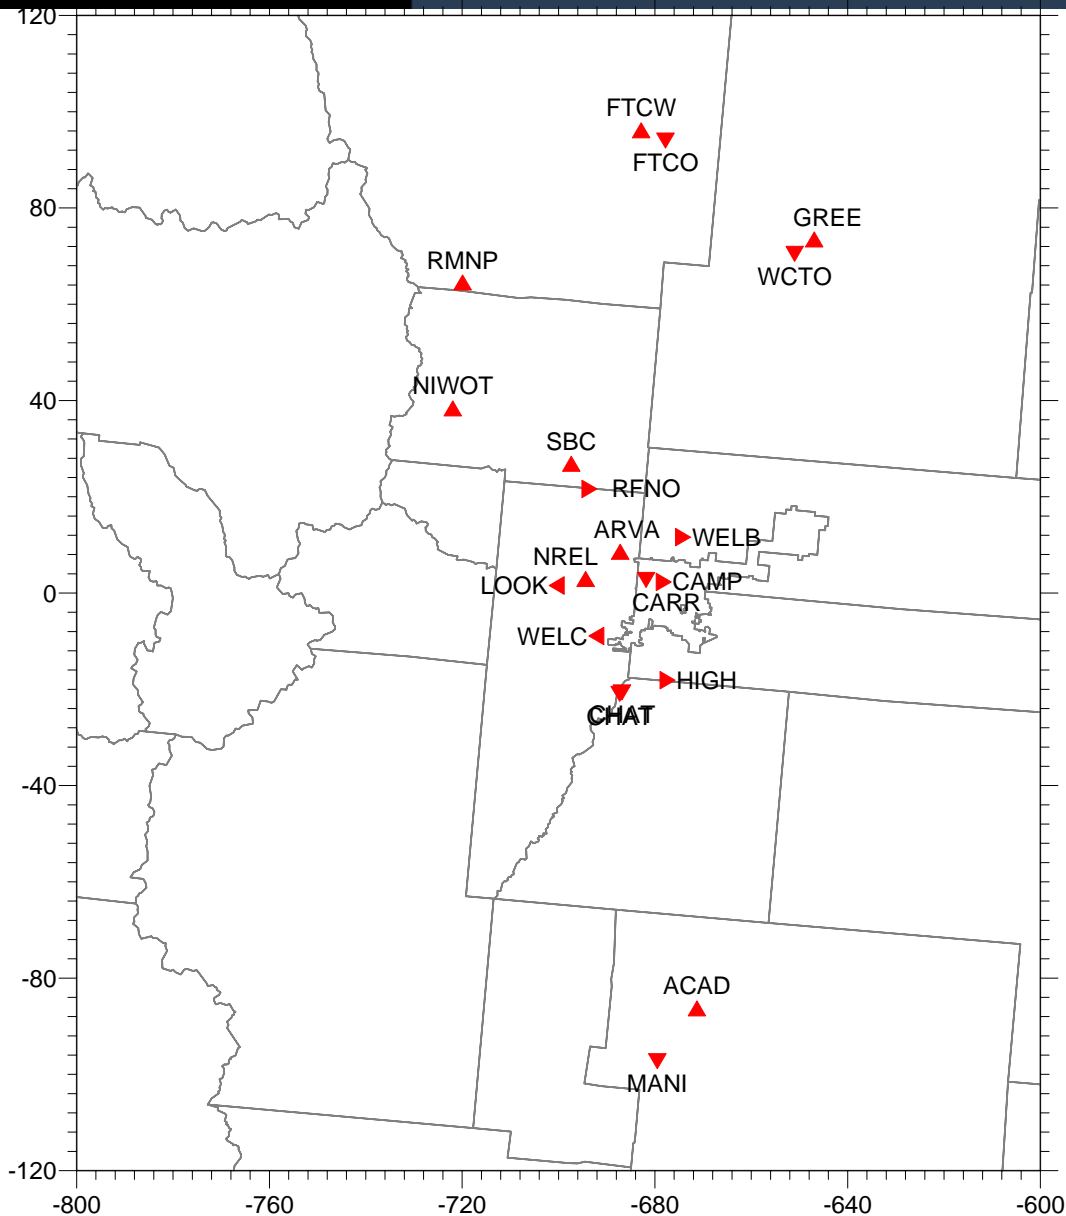 120
FTCW
FTCO
80
GREE
WCTO
RMNP
40
NIWOT
SBC
RFNO
ARVA
WELB
NREL
LOOK
CAMP
0
CARR
WELC
HIGH
CHAT
-40
-80
ACAD
MANI
-120
-800 -760 -720 -680 -640 -600